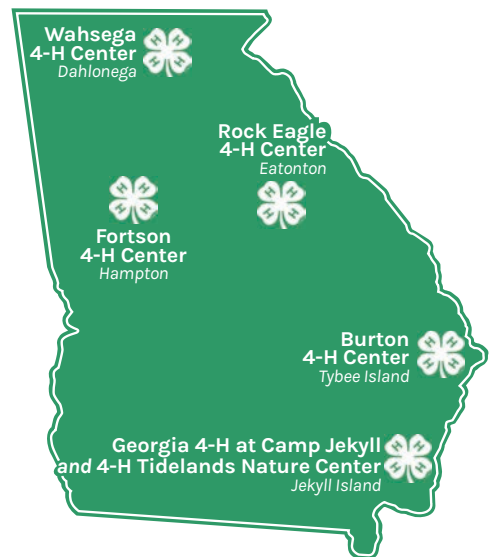 Wahsega
4-H Center
Dahlonega
Rock Eagle
4-H Center
Eatonton
Fortson
4-H Center
Hampton
Burton
4-H Center
Tybee Island
Georgia 4-H at Camp Jekyll
and 4-H Tidelands Nature Center
Jekyll Island
H H
H H
H H
H H
H H
H H
H H
H H
H H
H H